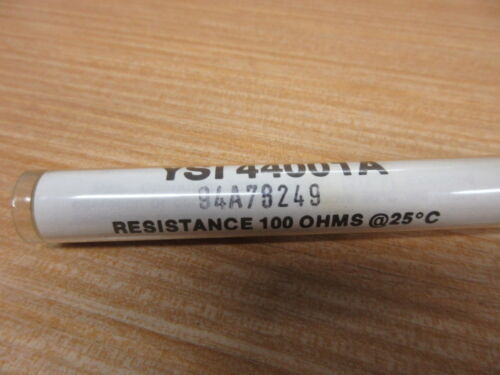 YSI 44001A
94A78249
RESISTANCE 100 OHMS @25°C